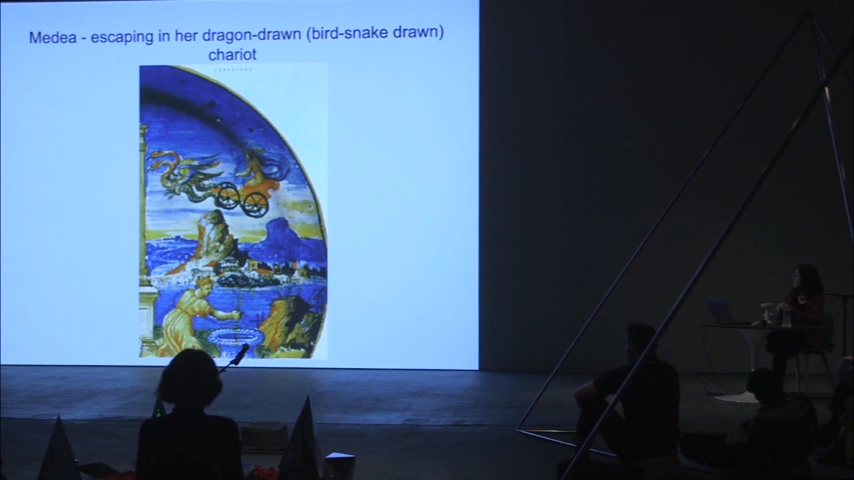 Medea - escaping in her dragon-drawn (bird-snake drawn)
chariot